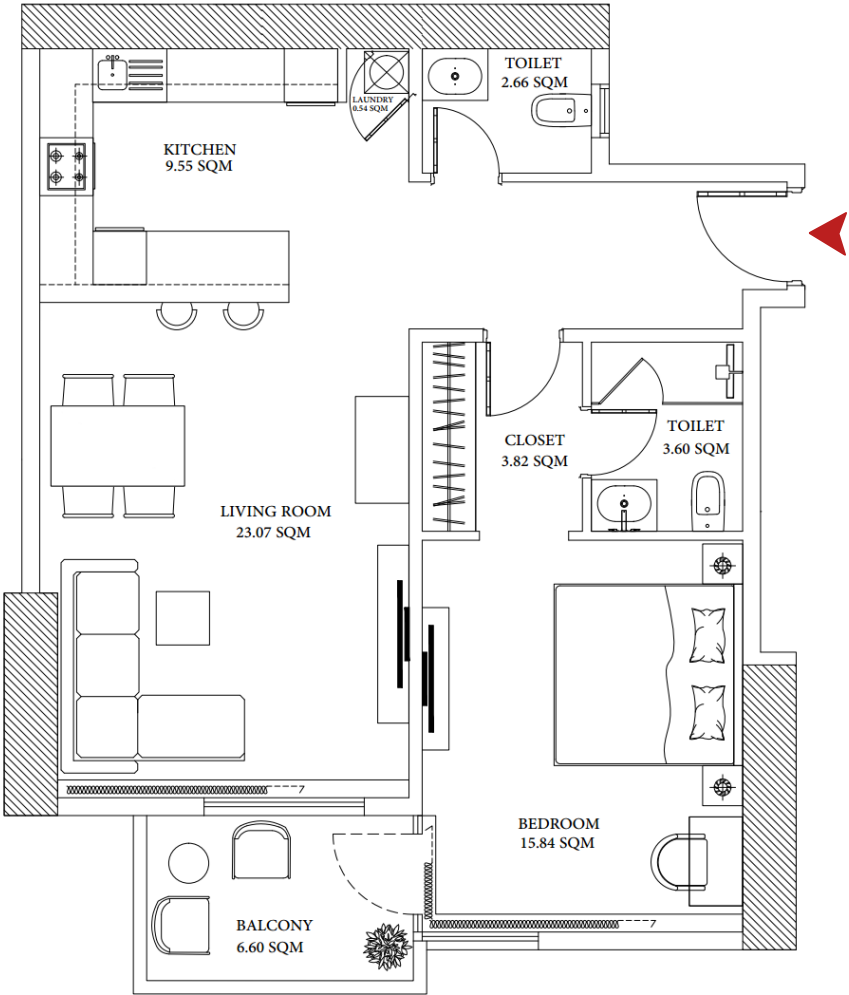 TOILET
2.66 SQM
LAUNDRY
0.54 SQM
KITCHEN
9.55 SQM
CLOSET
3.82 SQM
TOILET
3.60 SQM
LIVING ROOM
23.07 SQM
BEDROOM
15.84 SQM
BALCONY
6.60 SQM